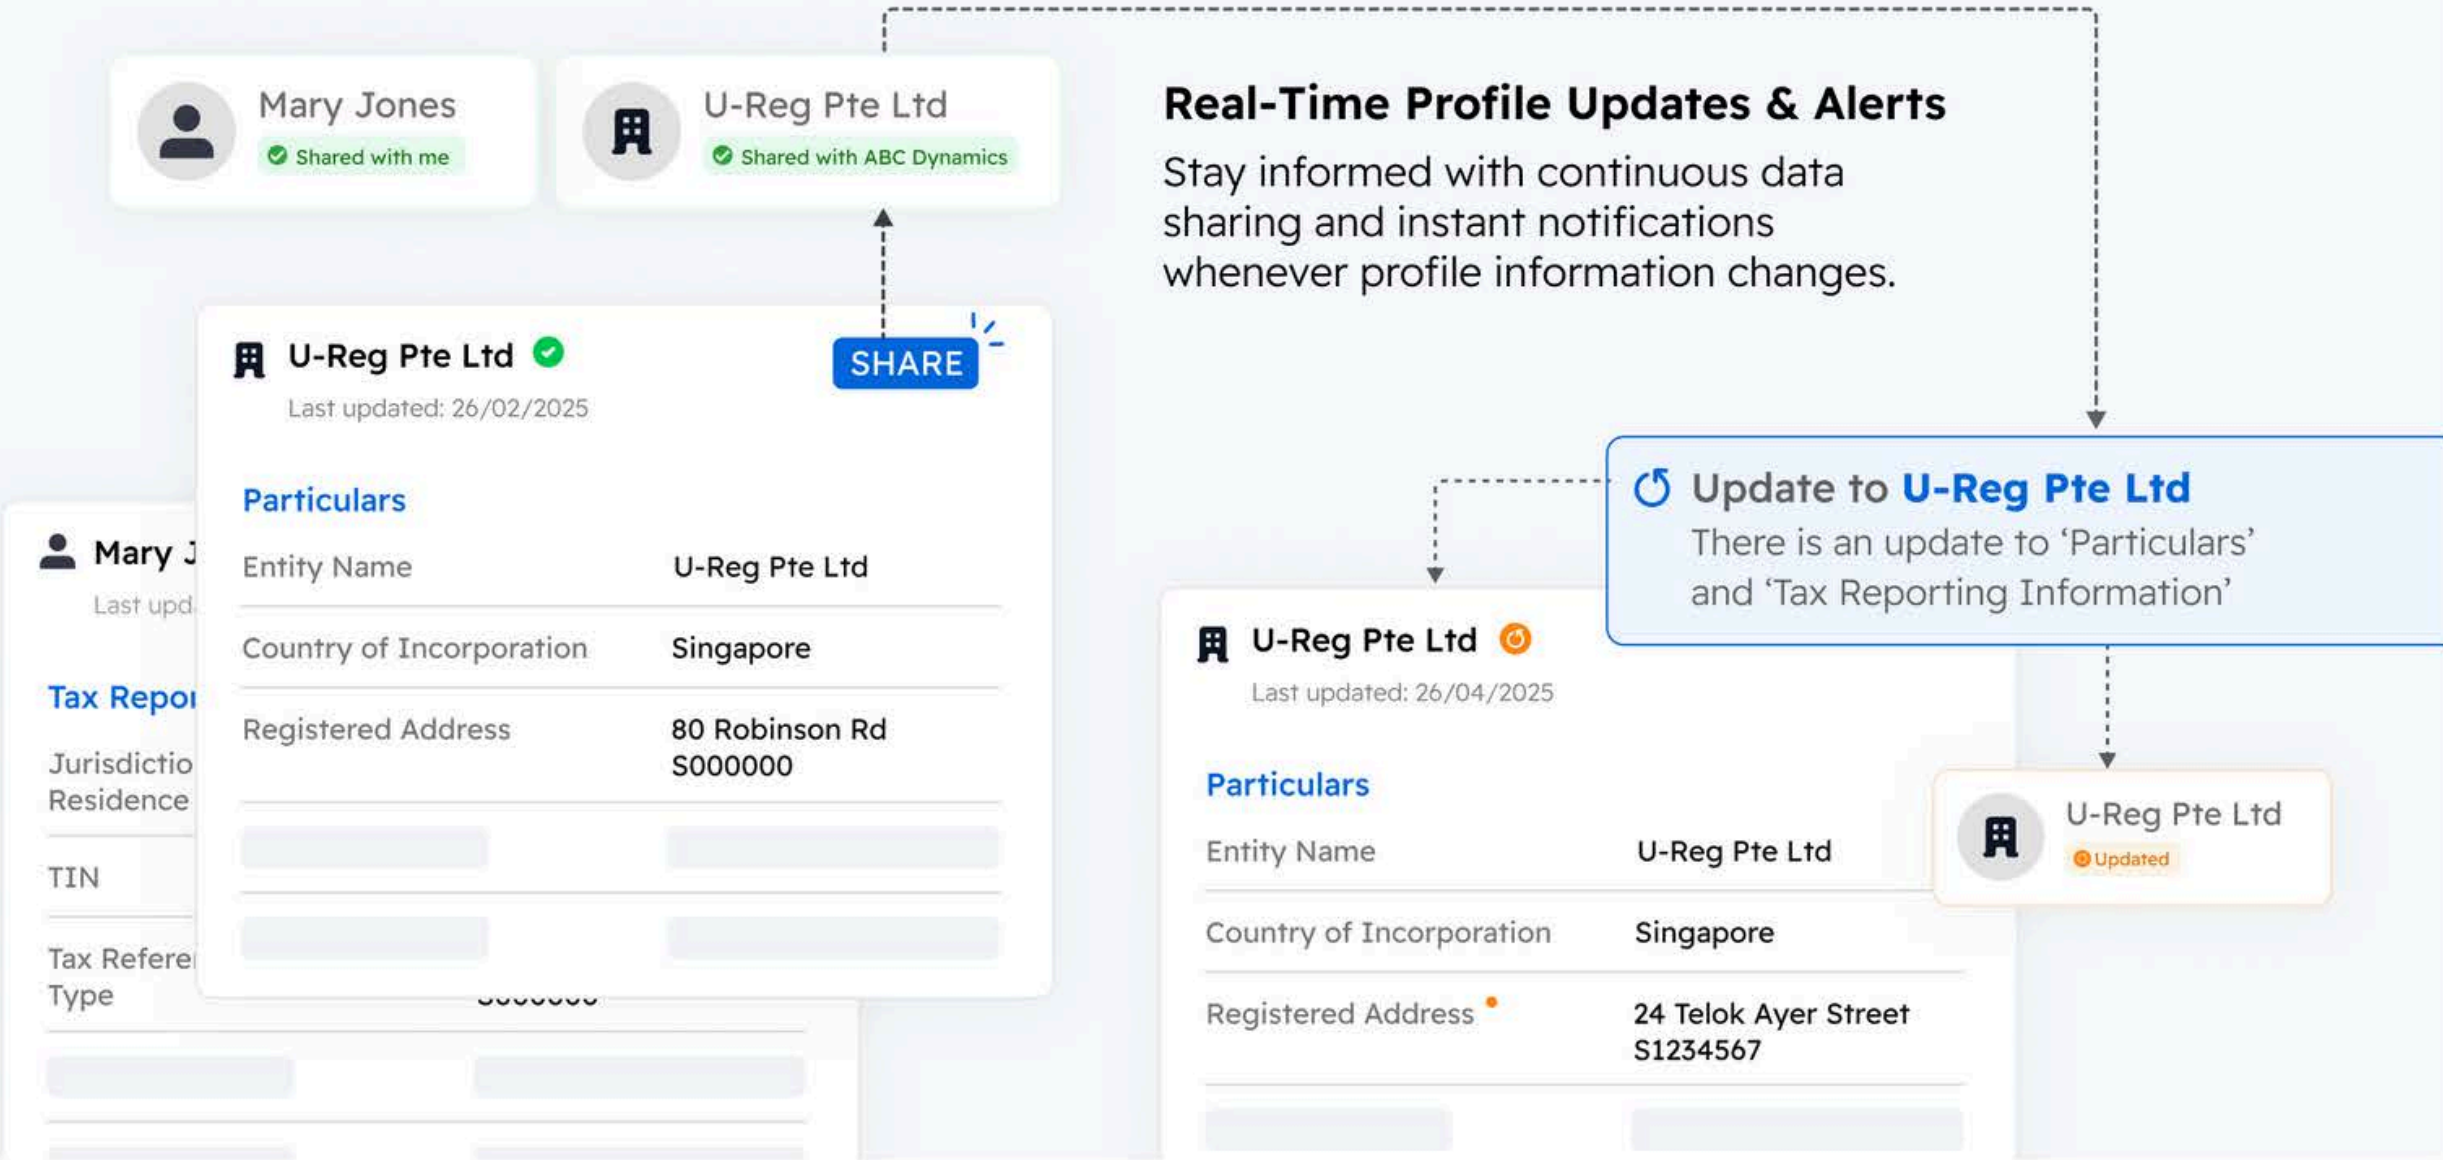 Mary Jones
Shared with me
U-Reg Pte Ltd
Shared with ABC Dynamics
Real-Time Profile Updates & Alerts
Stay informed with continuous data
sharing and instant notifications
whenever profile information changes.
U-Reg Pte Ltd
SHARE
Last updated: 26/02/2025
Particulars
Entity Name U-Reg Pte Ltd
Country of Incorporation Singapore
Registered Address 80 Robinson Rd
S000000
Mary J
Last upd
Tax Repor
Jurisdictio
Residence
TIN
Tax Refere
Type
Update to U-Reg Pte Ltd
There is an update to ‘Particulars’
and ‘Tax Reporting Information’
U-Reg Pte Ltd
Last updated: 26/04/2025
Particulars
Entity Name U-Reg Pte Ltd
Country of Incorporation Singapore
Registered Address 24 Telok Ayer Street
S1234567
U-Reg Pte Ltd
Updated